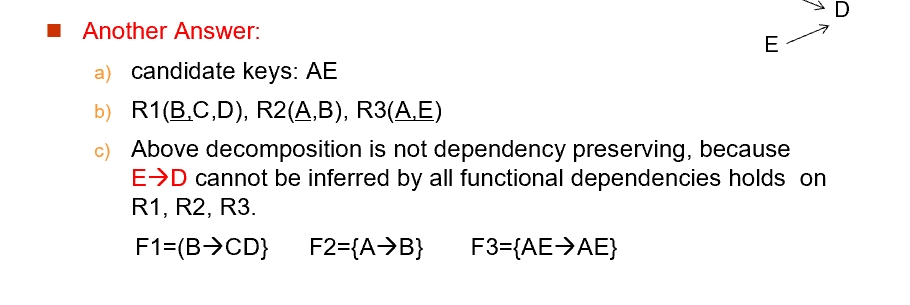 D
Another Answer:
E
a) candidate keys: AE
b) R1(B,C,D), R2(A,B), R3(A,E)
c) Above decomposition is not dependency preserving, because
E→D cannot be inferred by all functional dependencies holds on
R1, R2, R3.
F1=(B→CD} F2={A→B} F3={AE→AE}